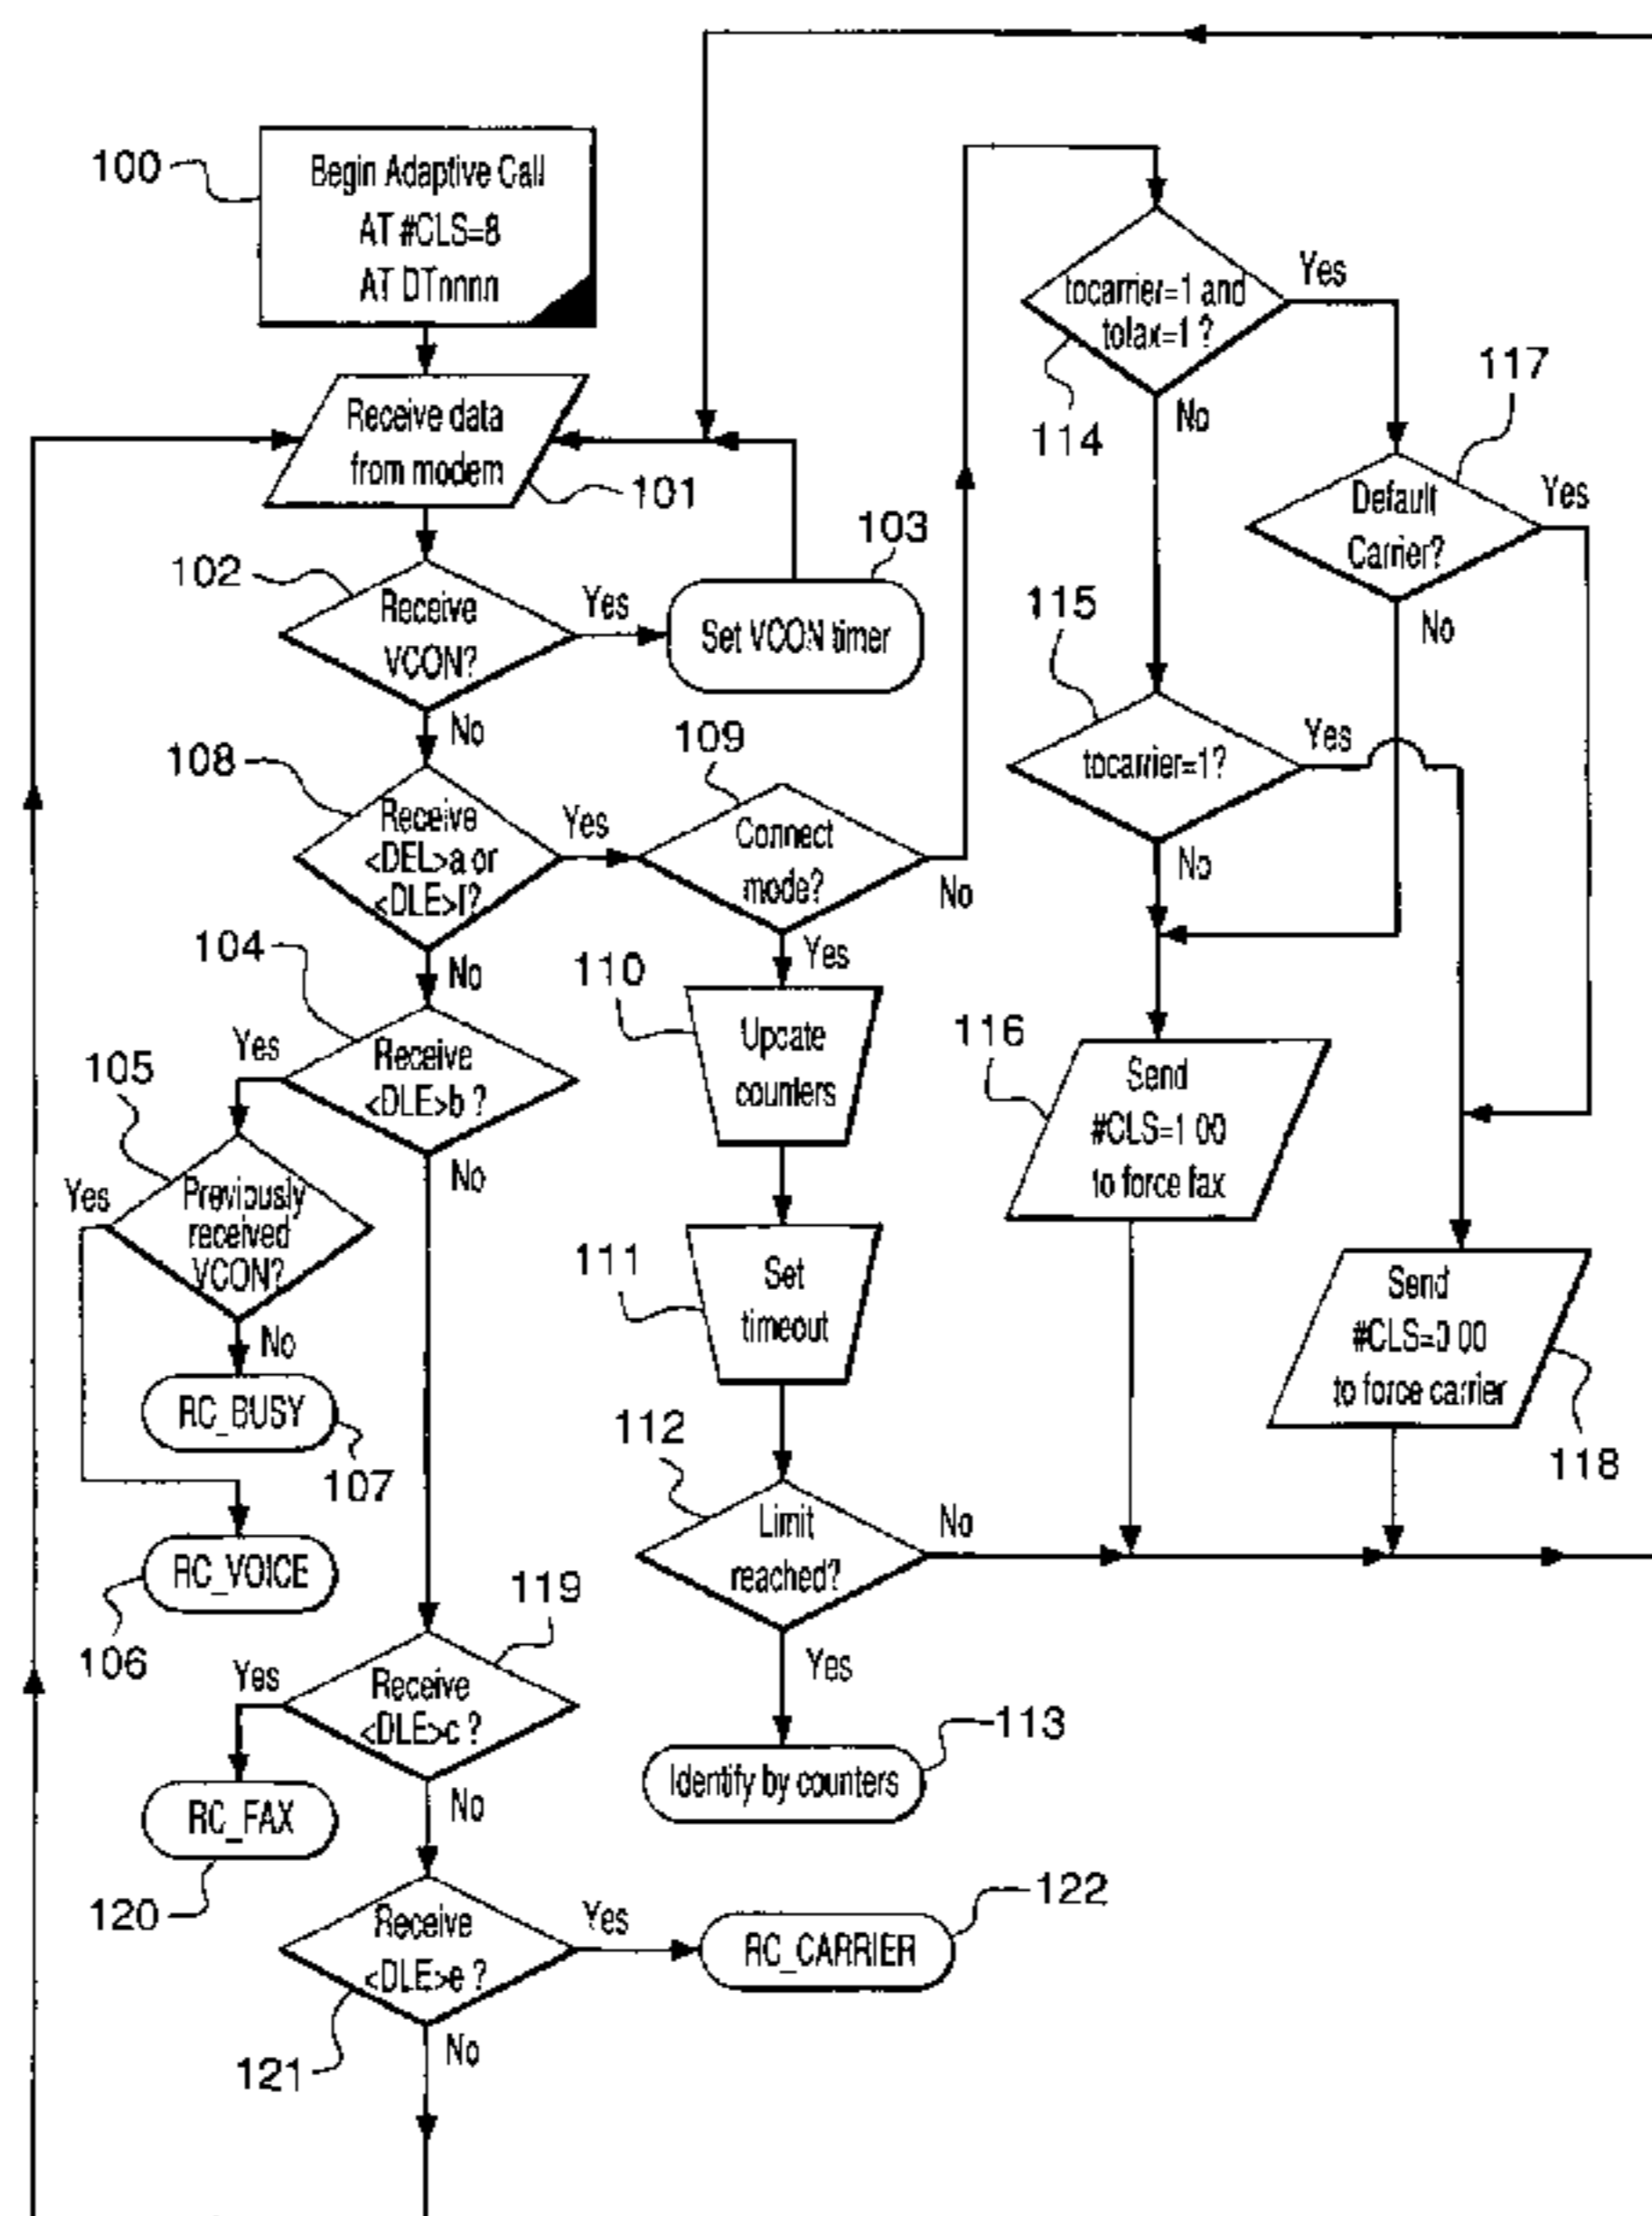 100
Begin Adaptive Call
AT #CLS=8
AT DTnnnn
Receive data
from modem
101
102
Receive
VCON?
Yes
No
103
Set VCON timer
108
Receive
<DEL>a or
<DLE>f?
Yes
No
109
Connect
mode?
No
Yes
104
Receive
<DLE>b ?
Yes
No
105
Previously
received
VCON?
Yes
No
RC_BUSY
107
RC_VOICE
106
110
Update
counters
111
Set
timeout
112
Limit
reached?
No
Yes
113
Identify by counters
114
tocarrier=1 and
tofax=1 ?
Yes
No
117
Default
Carrier?
Yes
No
115
tocarrier=1?
Yes
No
116
Send
#CLS=1 00
to force fax
Send
#CLS=0 00
to force carrier
118
119
Receive
<DLE>c ?
Yes
No
RC_FAX
120
121
Receive
<DLE>e ?
Yes
No
RC_CARRIER
122